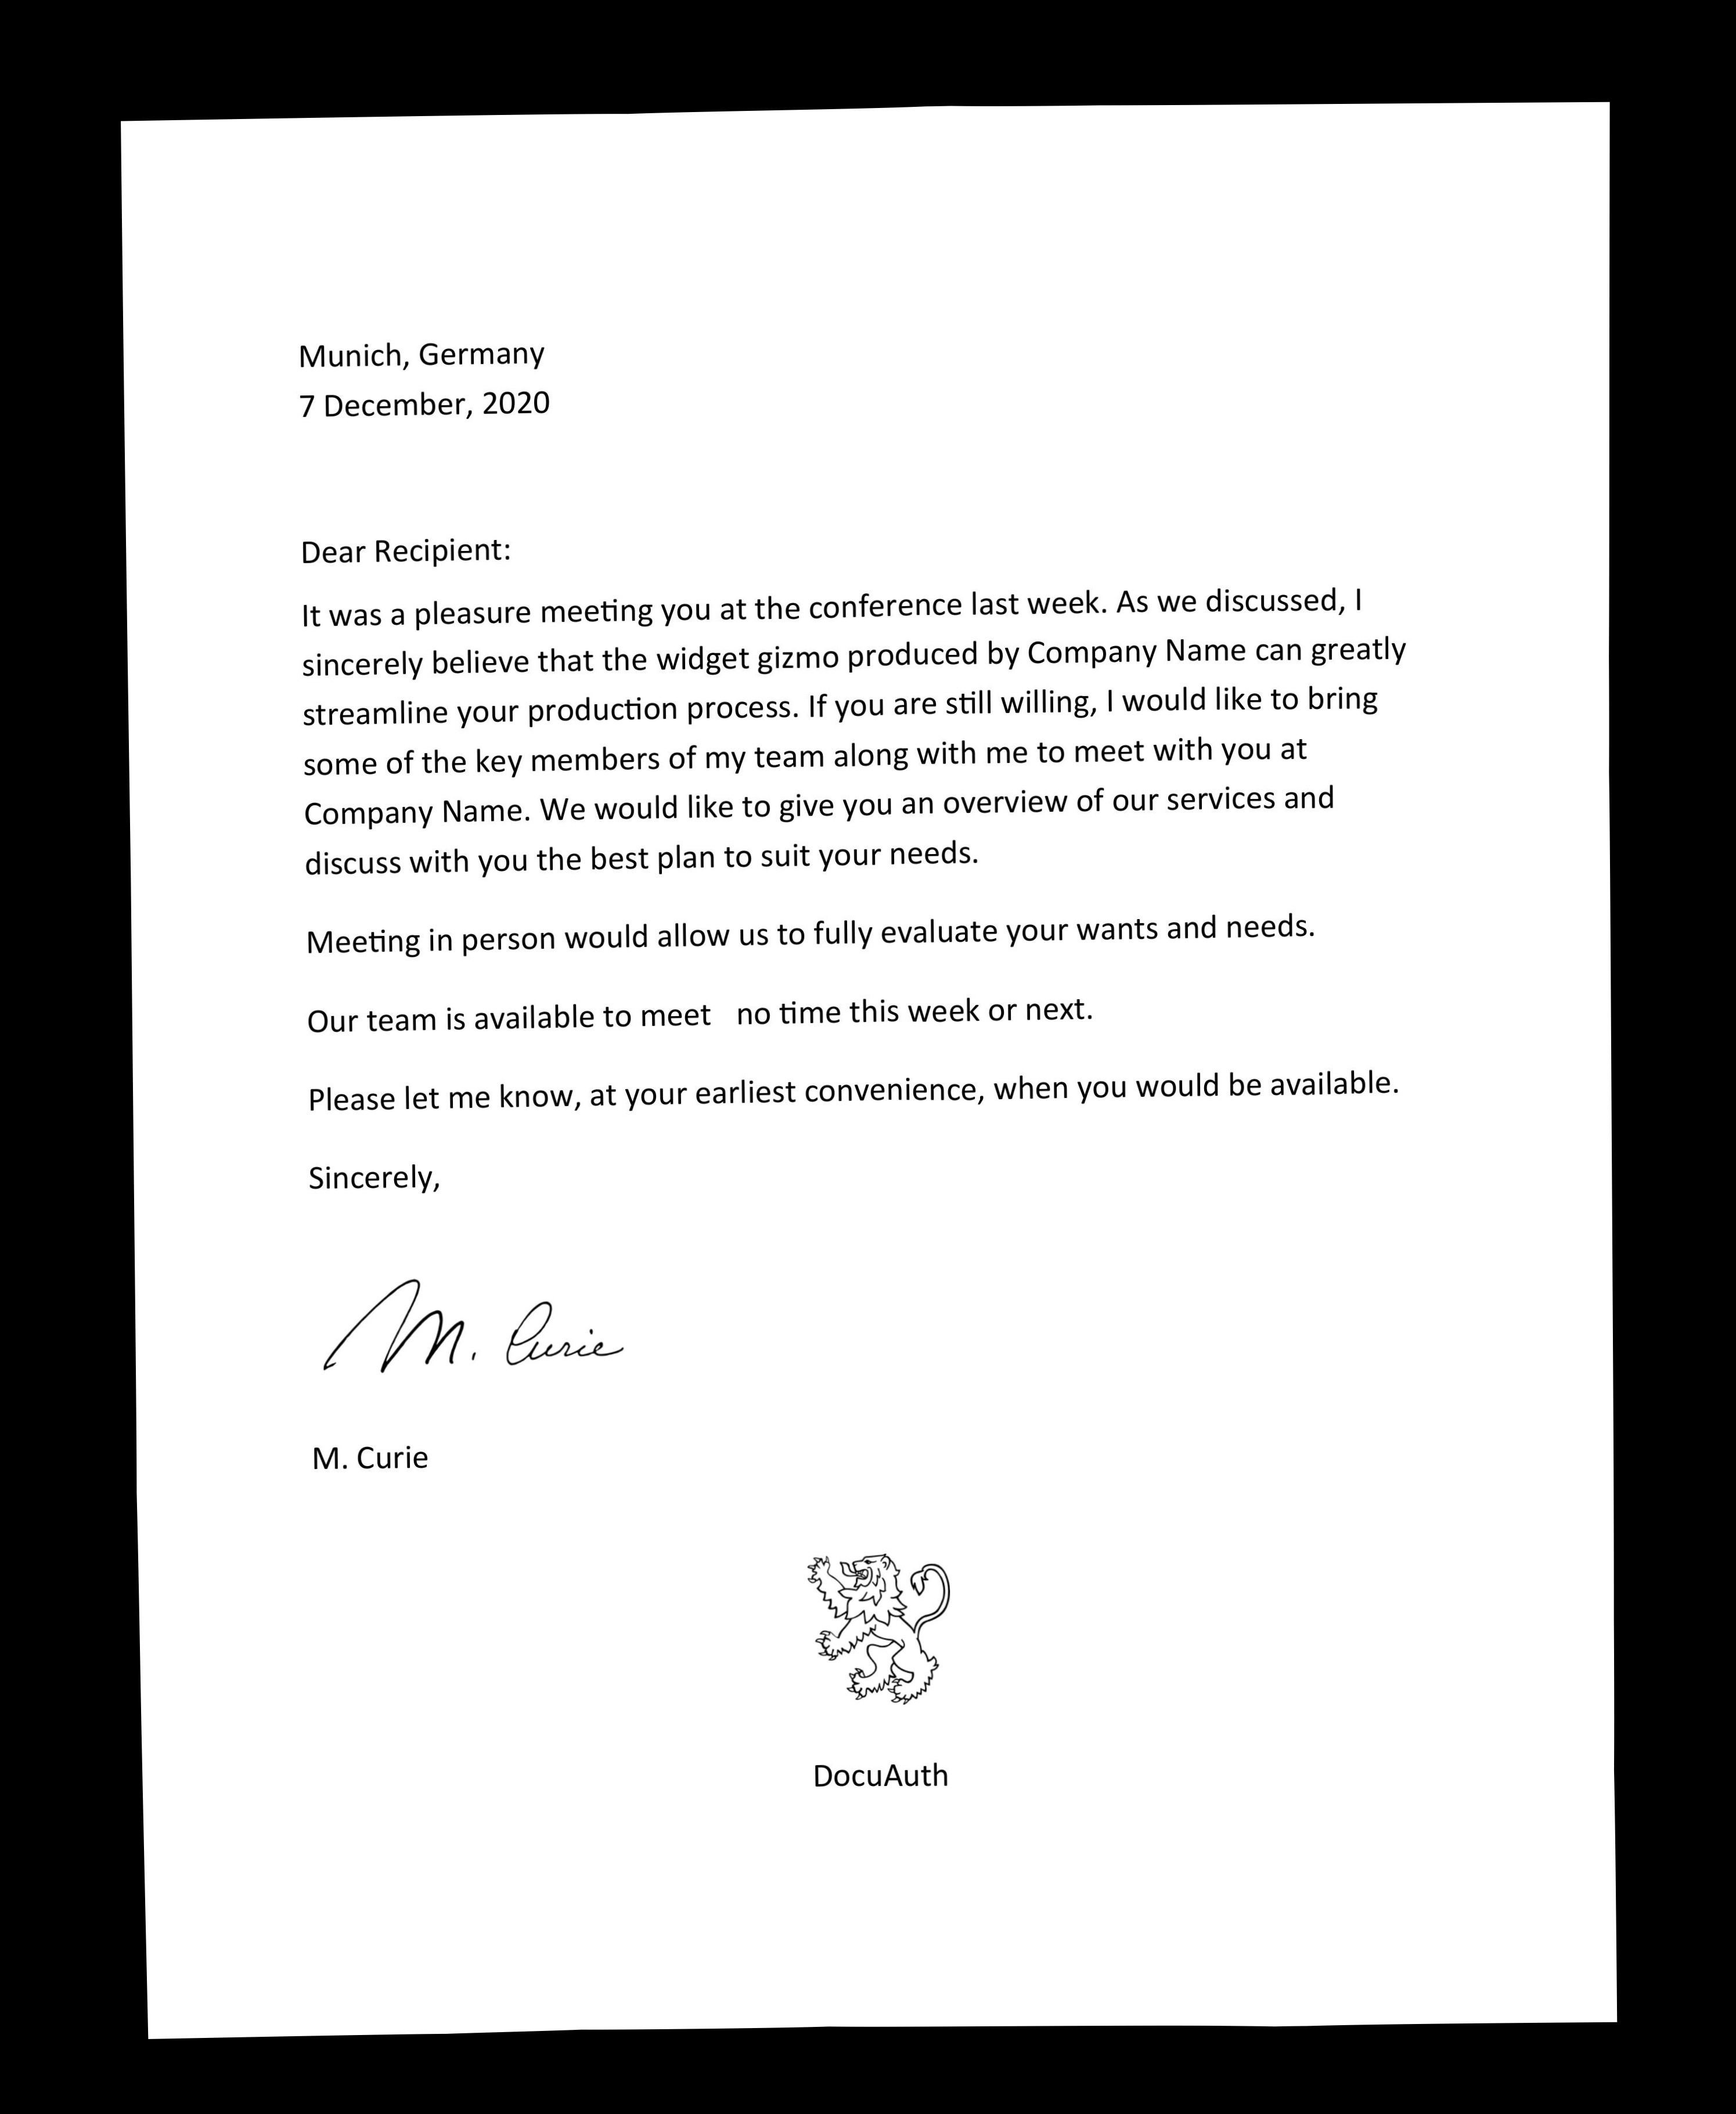 Munich, Germany
7 December, 2020
Dear Recipient:
It was a pleasure meeting you at the conference last week. As we discussed, I
sincerely believe that the widget gizmo produced by Company Name can greatly
streamline your production process. If you are still willing, I would like to bring
some of the key members of my team along with me to meet with you at
Company Name. We would like to give you an overview of our services and
discuss with you the best plan to suit your needs.
Meeting in person would allow us to fully evaluate your wants and needs.
Our team is available to meet   no time this week or next.
Please let me know, at your earliest convenience, when you would be available.
Sincerely,
M. Curie
M. Curie
DocuAuth